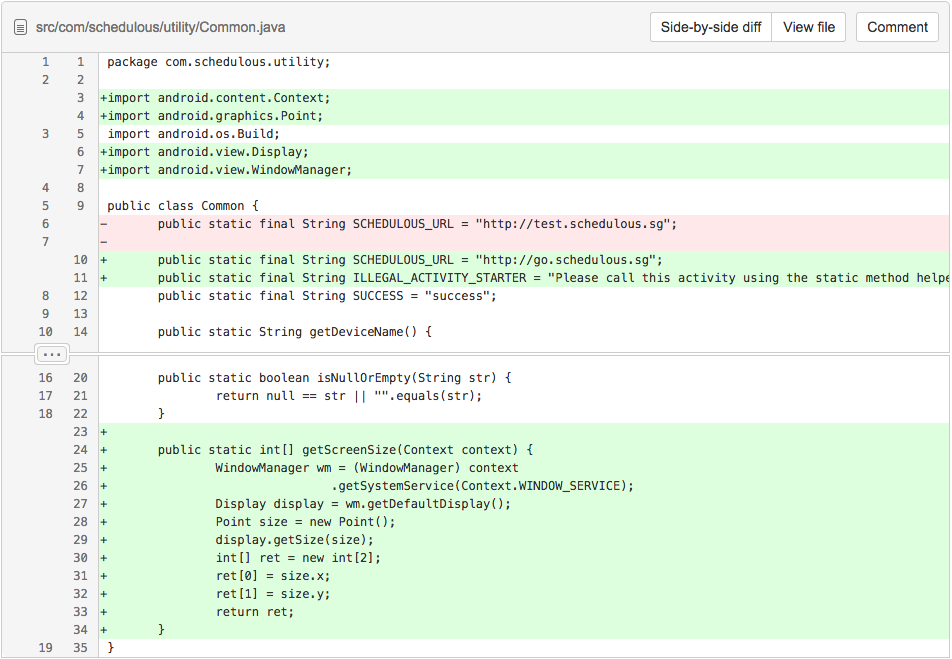 src/com/schedulous/utility/Common.java Side-by-side diff View file Comment
1 1 package com.schedulous.utility;
2 2
3 +import android.content.Context;
4 +import android.graphics.Point;
3 5 import android.os.Build;
6 +import android.view.Display;
7 +import android.view.WindowManager;
4 8
5 9 public class Common {
6 - public static final String SCHEDULOUS_URL = "http://test.schedulous.sg";
7 -
10 + public static final String SCHEDULOUS_URL = "http://go.schedulous.sg";
11 + public static final String ILLEGAL_ACTIVITY_STARTER = "Please call this activity using the static method helpe
8 12 public static final String SUCCESS = "success";
9 13
10 14 public static String getDeviceName() {
...
16 20 public static boolean isNullOrEmpty(String str) {
17 21 return null == str || "".equals(str);
18 22 }
23 +
24 + public static int[] getScreenSize(Context context) {
25 + WindowManager wm = (WindowManager) context
26 + .getSystemService(Context.WINDOW_SERVICE);
27 + Display display = wm.getDefaultDisplay();
28 + Point size = new Point();
29 + display.getSize(size);
30 + int[] ret = new int[2];
31 + ret[0] = size.x;
32 + ret[1] = size.y;
33 + return ret;
34 + }
19 35 }